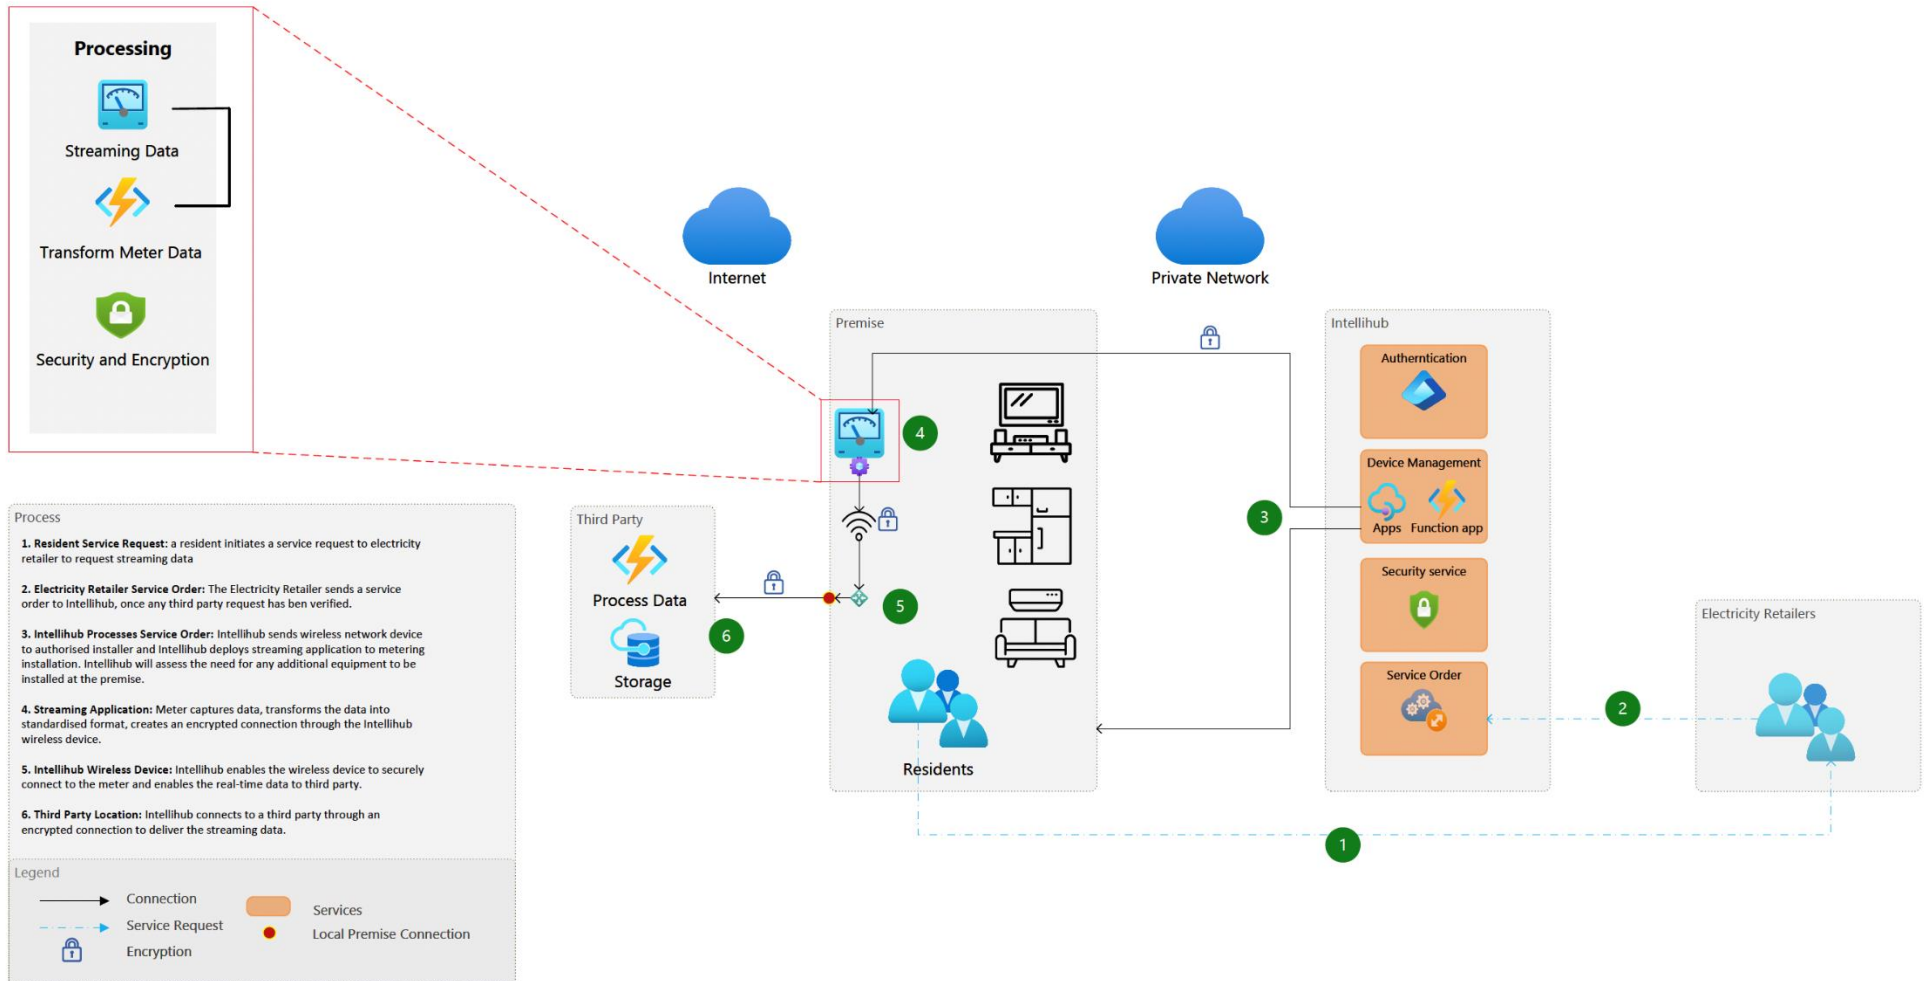 Processing
Streaming Data
Transform Meter Data
Security and Encryption
Internet
Private Network
Premise
4
5
Residents
Intellihub
Autherntication
Device Management
Apps Function app
Security service
Service Order
3
Third Party
Process Data
Storage
6
Electricity Retailers
2
1
Process
1. Resident Service Request: a resident initiates a service request to electricity
retailer to request streaming data
2. Electricity Retailer Service Order: The Electricity Retailer sends a service
order to Intellihub, once any third party request has ben verified.
3. Intellihub Processes Service Order: Intellihub sends wireless network device
to authorised installer and Intellihub deploys streaming application to metering
installation. Intellihub will assess the need for any additional equipment to be
installed at the premise.
4. Streaming Application: Meter captures data, transforms the data into
standardised format, creates an encrypted connection through the Intellihub
wireless device.
5. Intellihub Wireless Device: Intellihub enables the wireless device to securely
connect to the meter and enables the real-time data to third party.
6. Third Party Location: Intellihub connects to a third party through an
encrypted connection to deliver the streaming data.
Legend
Connection
Service Request
Encryption
Services
Local Premise Connection